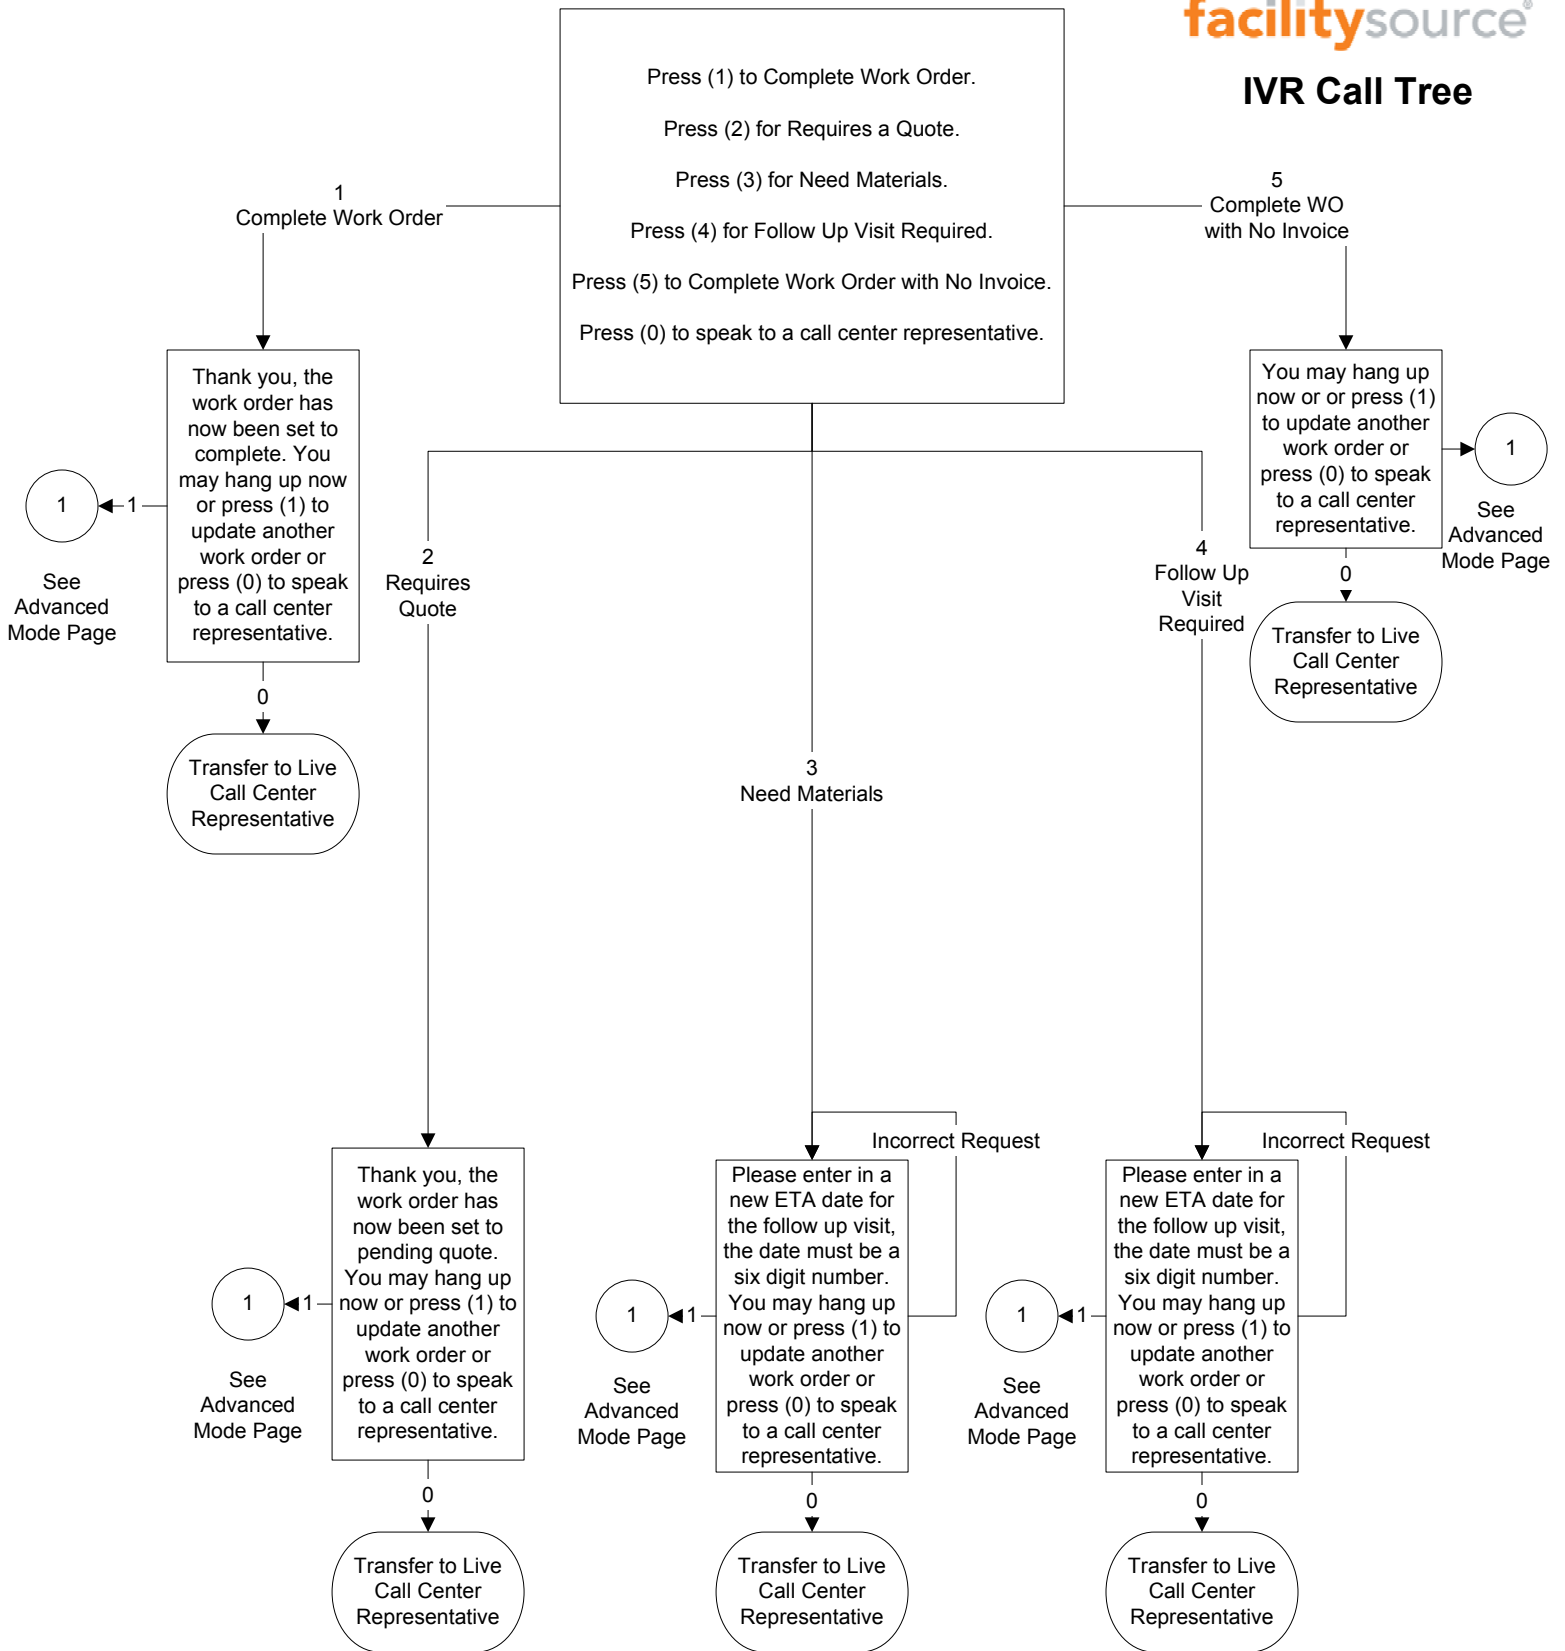 facilitysource®
IVR Call Tree
Press (1) to Complete Work Order.
Press (2) for Requires a Quote.
Press (3) for Need Materials.
Press (4) for Follow Up Visit Required.
Press (5) to Complete Work Order with No Invoice.
Press (0) to speak to a call center representative.
1
Complete Work Order
5
Complete WO
with No Invoice
Thank you, the
work order has
now been set to
complete. You
may hang up now
or press (1) to
update another
work order or
press (0) to speak
to a call center
representative.
1
1
See
Advanced
Mode Page
0
Transfer to Live
Call Center
Representative
You may hang up
now or or press (1)
to update another
work order or
press (0) to speak
to a call center
representative.
1
See
Advanced
Mode Page
0
Transfer to Live
Call Center
Representative
2
Requires
Quote
3
Need Materials
4
Follow Up
Visit
Required
Thank you, the
work order has
now been set to
pending quote.
You may hang up
now or press (1) to
update another
work order or
press (0) to speak
to a call center
representative.
1
1
See
Advanced
Mode Page
0
Transfer to Live
Call Center
Representative
Incorrect Request
Please enter in a
new ETA date for
the follow up visit,
the date must be a
six digit number.
You may hang up
now or press (1) to
update another
work order or
press (0) to speak
to a call center
representative.
1
1
See
Advanced
Mode Page
0
Transfer to Live
Call Center
Representative
Incorrect Request
Please enter in a
new ETA date for
the follow up visit,
the date must be a
six digit number.
You may hang up
now or press (1) to
update another
work order or
press (0) to speak
to a call center
representative.
1
1
See
Advanced
Mode Page
0
Transfer to Live
Call Center
Representative